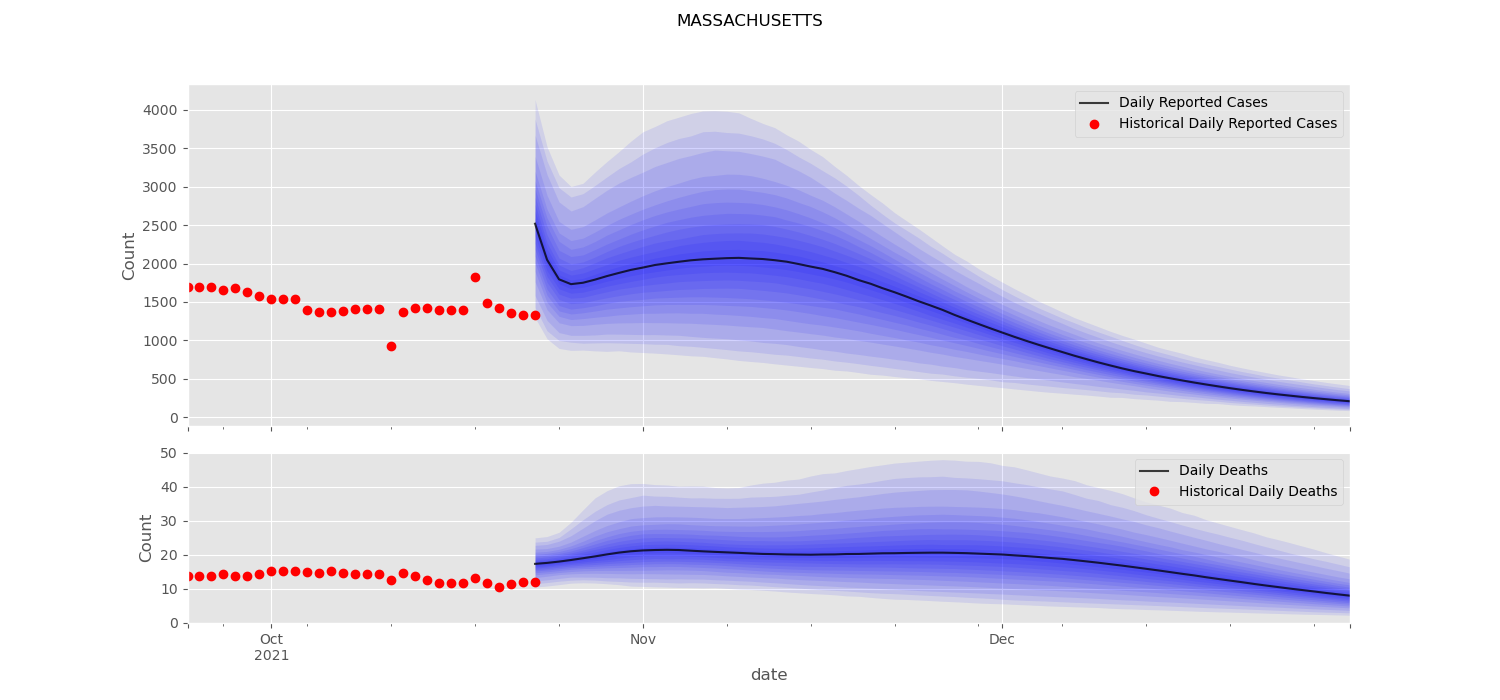 MASSACHUSETTS
Count
4000
3500
3000
2500
2000
1500
1000
500
0
Daily Reported Cases
Historical Daily Reported Cases
Count
50
40
30
20
10
0
Daily Deaths
Historical Daily Deaths
Oct
2021
Nov
Dec
date